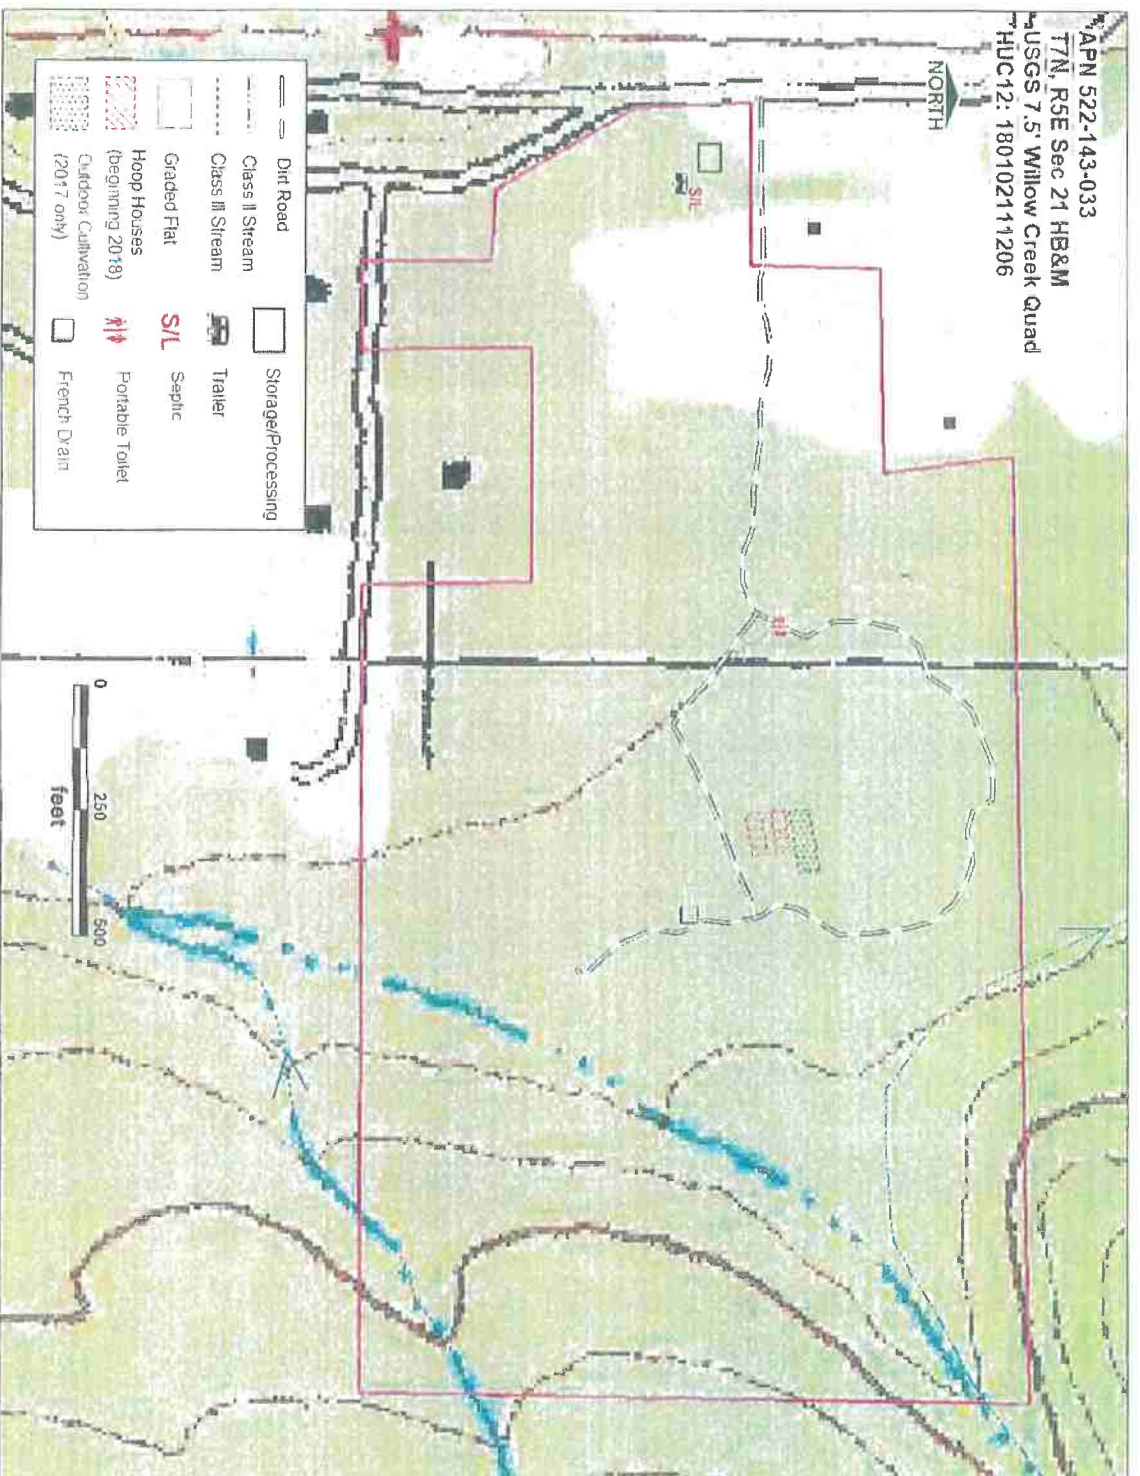 APN 522-143-033
T7N, R5E Sec 21 HB&M
USGS 7.5' Willow Creek Quad
HUC12: 180102111206
NORTH
S/L
Dirt Road
Class II Stream
Class III Stream
Graded Flat
Hoop Houses
(beginning 2018)
Outdoor Cultivation
(2017 only)
Storage/Processing
Trailer
S/L
Septic
Portable Toilet
French Drain
0
250
500
feet